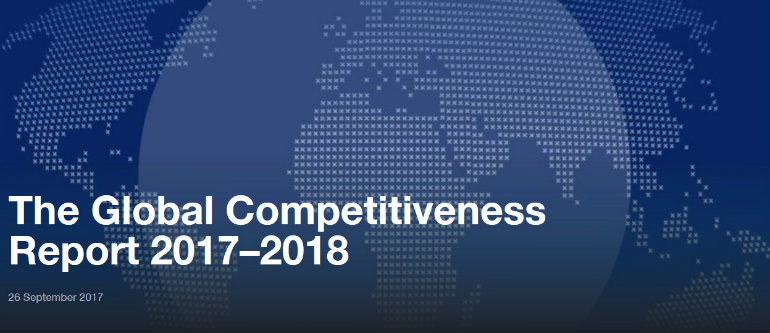 The Global Competitiveness
Report 2017–2018
26 September 2017